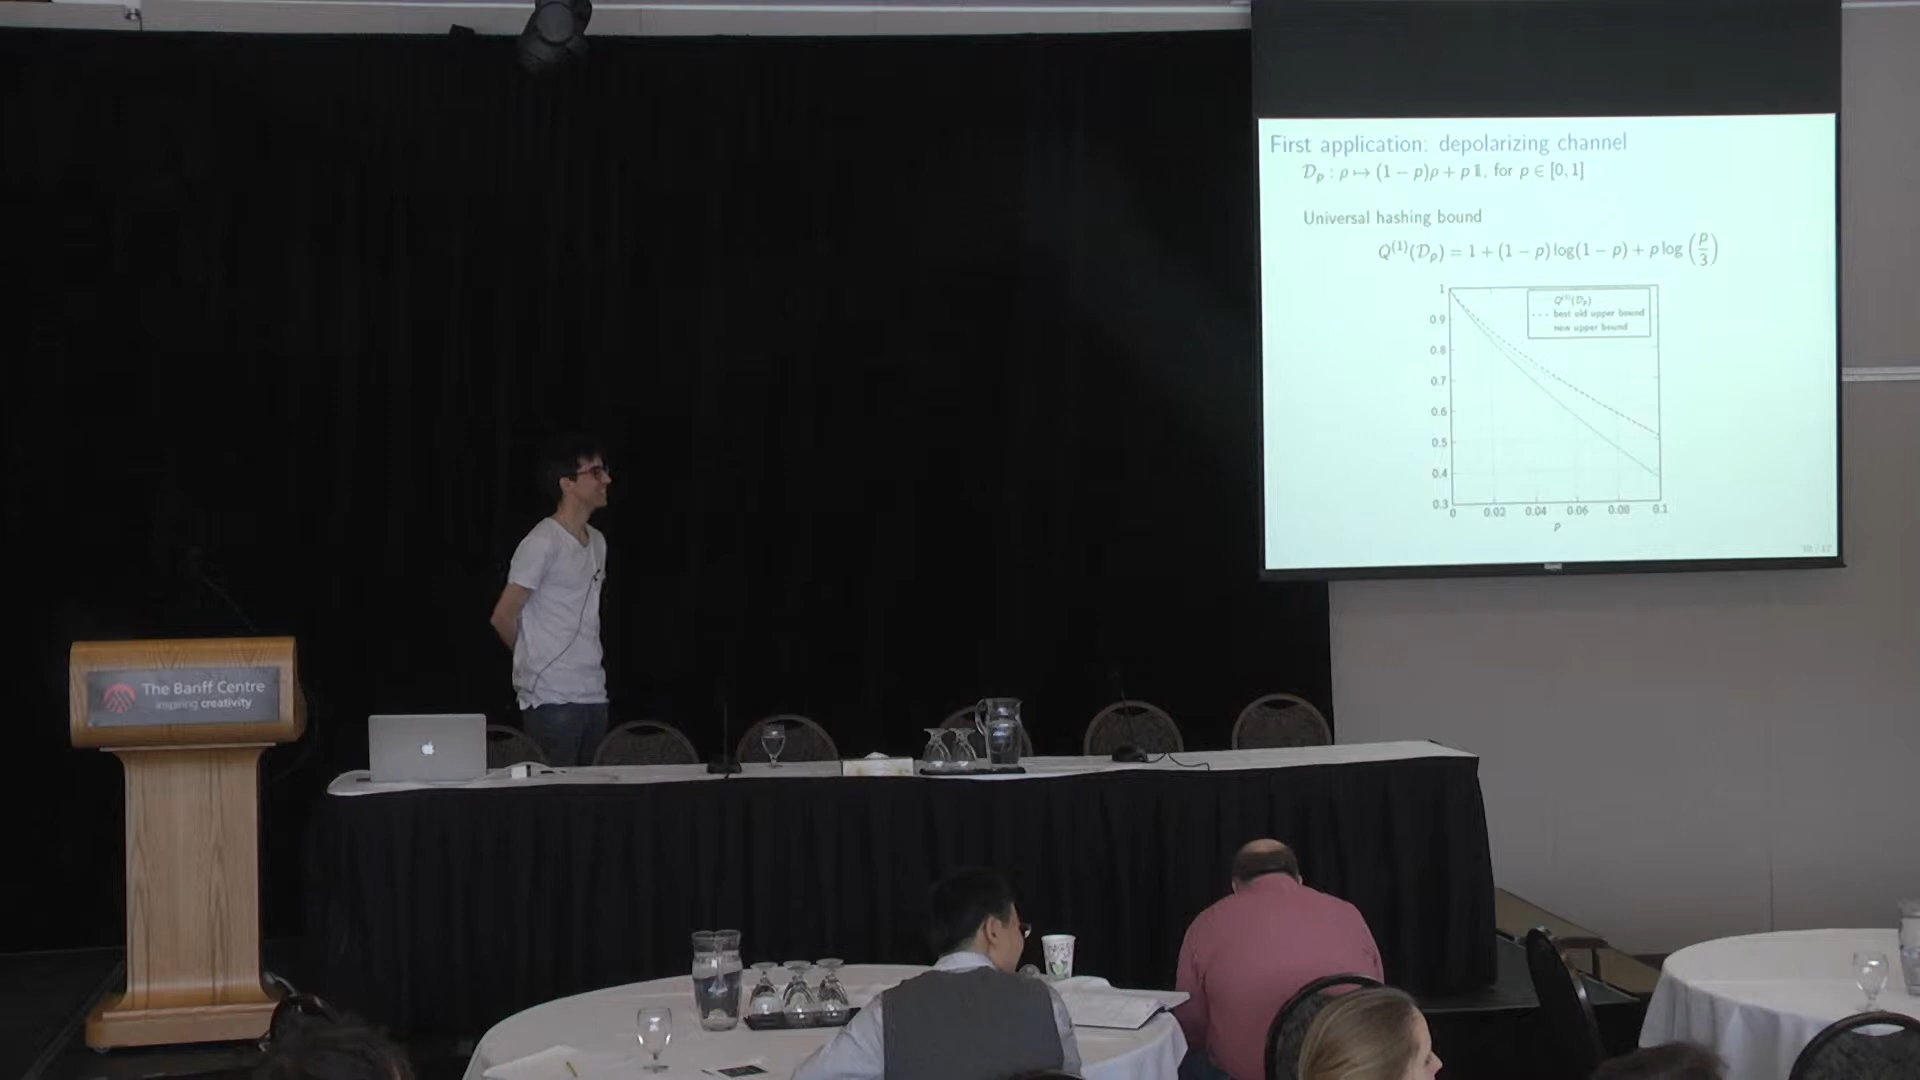 First application: depolarizing channel
𝒟ₚ : ρ ↦ (1 − p)ρ + p 𝟙, for p ∈ [0, 1]
Universal hashing bound
Q⁽¹⁾(𝒟ₚ) = 1 + (1 − p) log(1 − p) + p log (p/3)
Q⁽¹⁾(𝒟ₚ)
best old upper bound
new upper bound
1
0.9
0.8
0.7
0.6
0.5
0.4
0.3
0 0.02 0.04 0.06 0.08 0.1
p
The Banff Centre
inspiring creativity